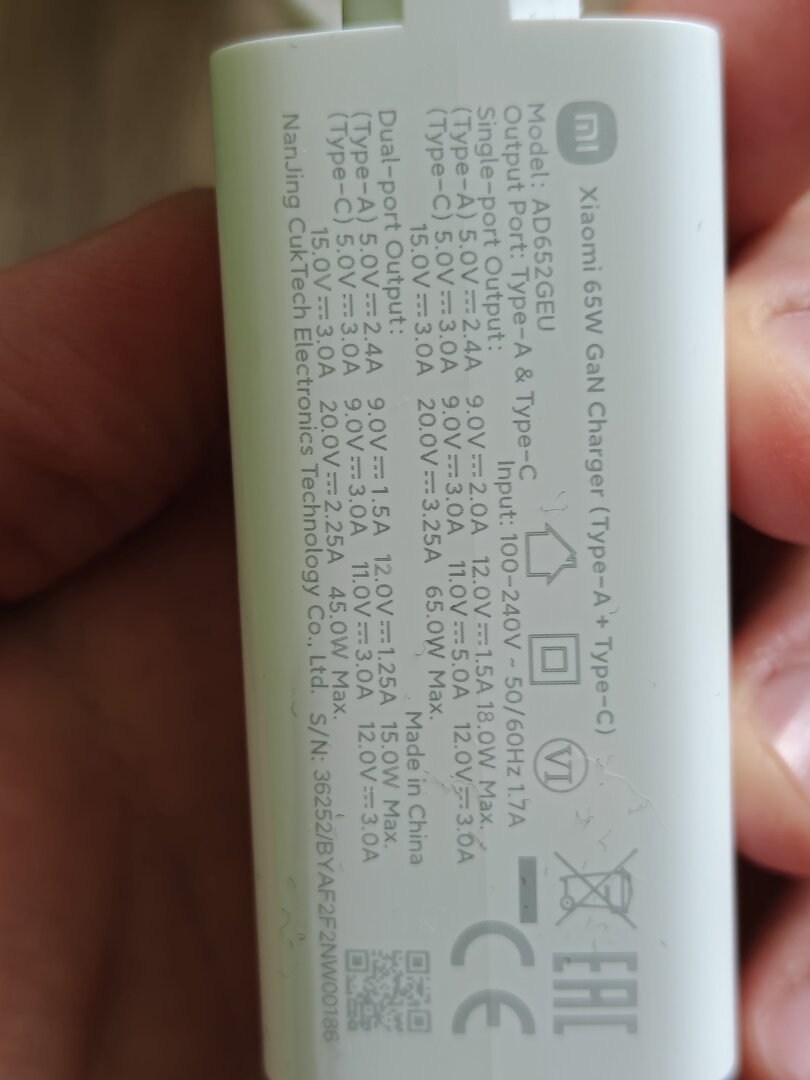 mi Xiaomi 65W GaN Charger (Type-A + Type-C)
Model: AD652GEU
Output Port: Type-A & Type-C Input: 100-240V ~ 50/60Hz 1.7A
Single-port Output:
(Type-A) 5.0V⎓2.4A 9.0V⎓2.0A 12.0V⎓1.5A 18.0W Max.
(Type-C) 5.0V⎓3.0A 9.0V⎓3.0A 11.0V⎓5.0A 12.0V⎓3.0A
15.0V⎓3.0A 20.0V⎓3.25A 65.0W Max.
Dual-port Output: Made in China
(Type-A) 5.0V⎓2.4A 9.0V⎓1.5A 12.0V⎓1.25A 15.0W Max.
(Type-C) 5.0V⎓3.0A 9.0V⎓3.0A 11.0V⎓3.0A 12.0V⎓3.0A
15.0V⎓3.0A 20.0V⎓2.25A 45.0W Max.
NanJing CukTech Electronics Technology Co., Ltd. S/N: 36252/BYAF2F2NW00186
VI
EAC
CE